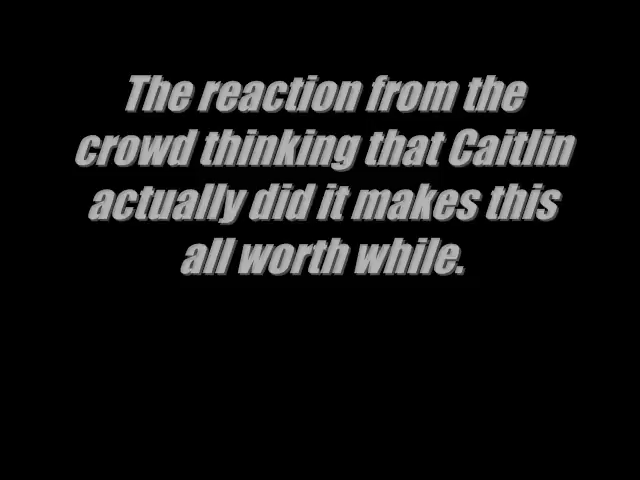 The reaction from the
crowd thinking that Caitlin
actually did it makes this
all worth while.